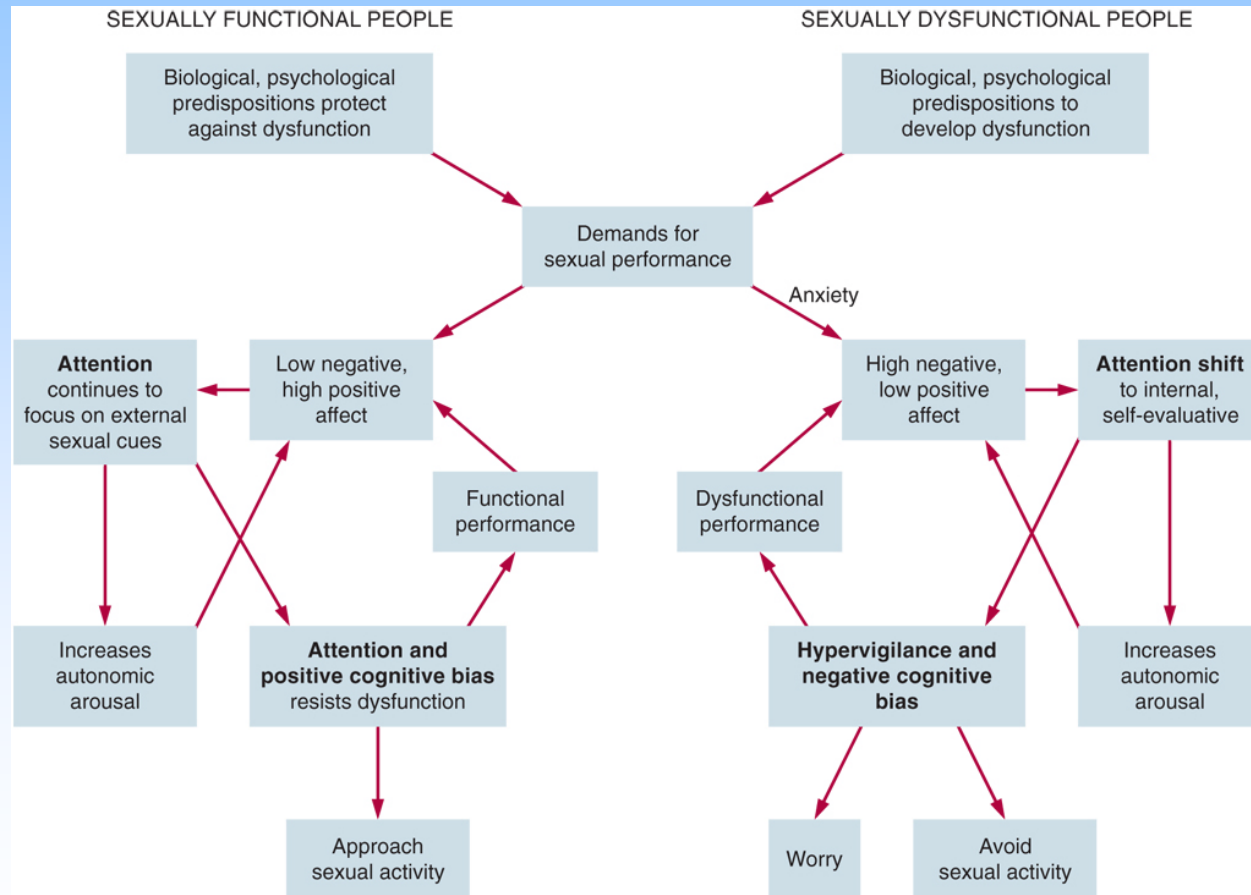 SEXUALLY FUNCTIONAL PEOPLE
SEXUALLY DYSFUNCTIONAL PEOPLE
Biological, psychological
predispositions protect
against dysfunction
Biological, psychological
predispositions to
develop dysfunction
Demands for
sexual performance
Anxiety
Attention
continues to
focus on external
sexual cues
Low negative,
high positive
affect
High negative,
low positive
affect
Attention shift
to internal,
self-evaluative
Functional
performance
Dysfunctional
performance
Increases
autonomic
arousal
Attention and
positive cognitive bias
resists dysfunction
Hypervigilance and
negative cognitive
bias
Increases
autonomic
arousal
Approach
sexual activity
Worry
Avoid
sexual activity